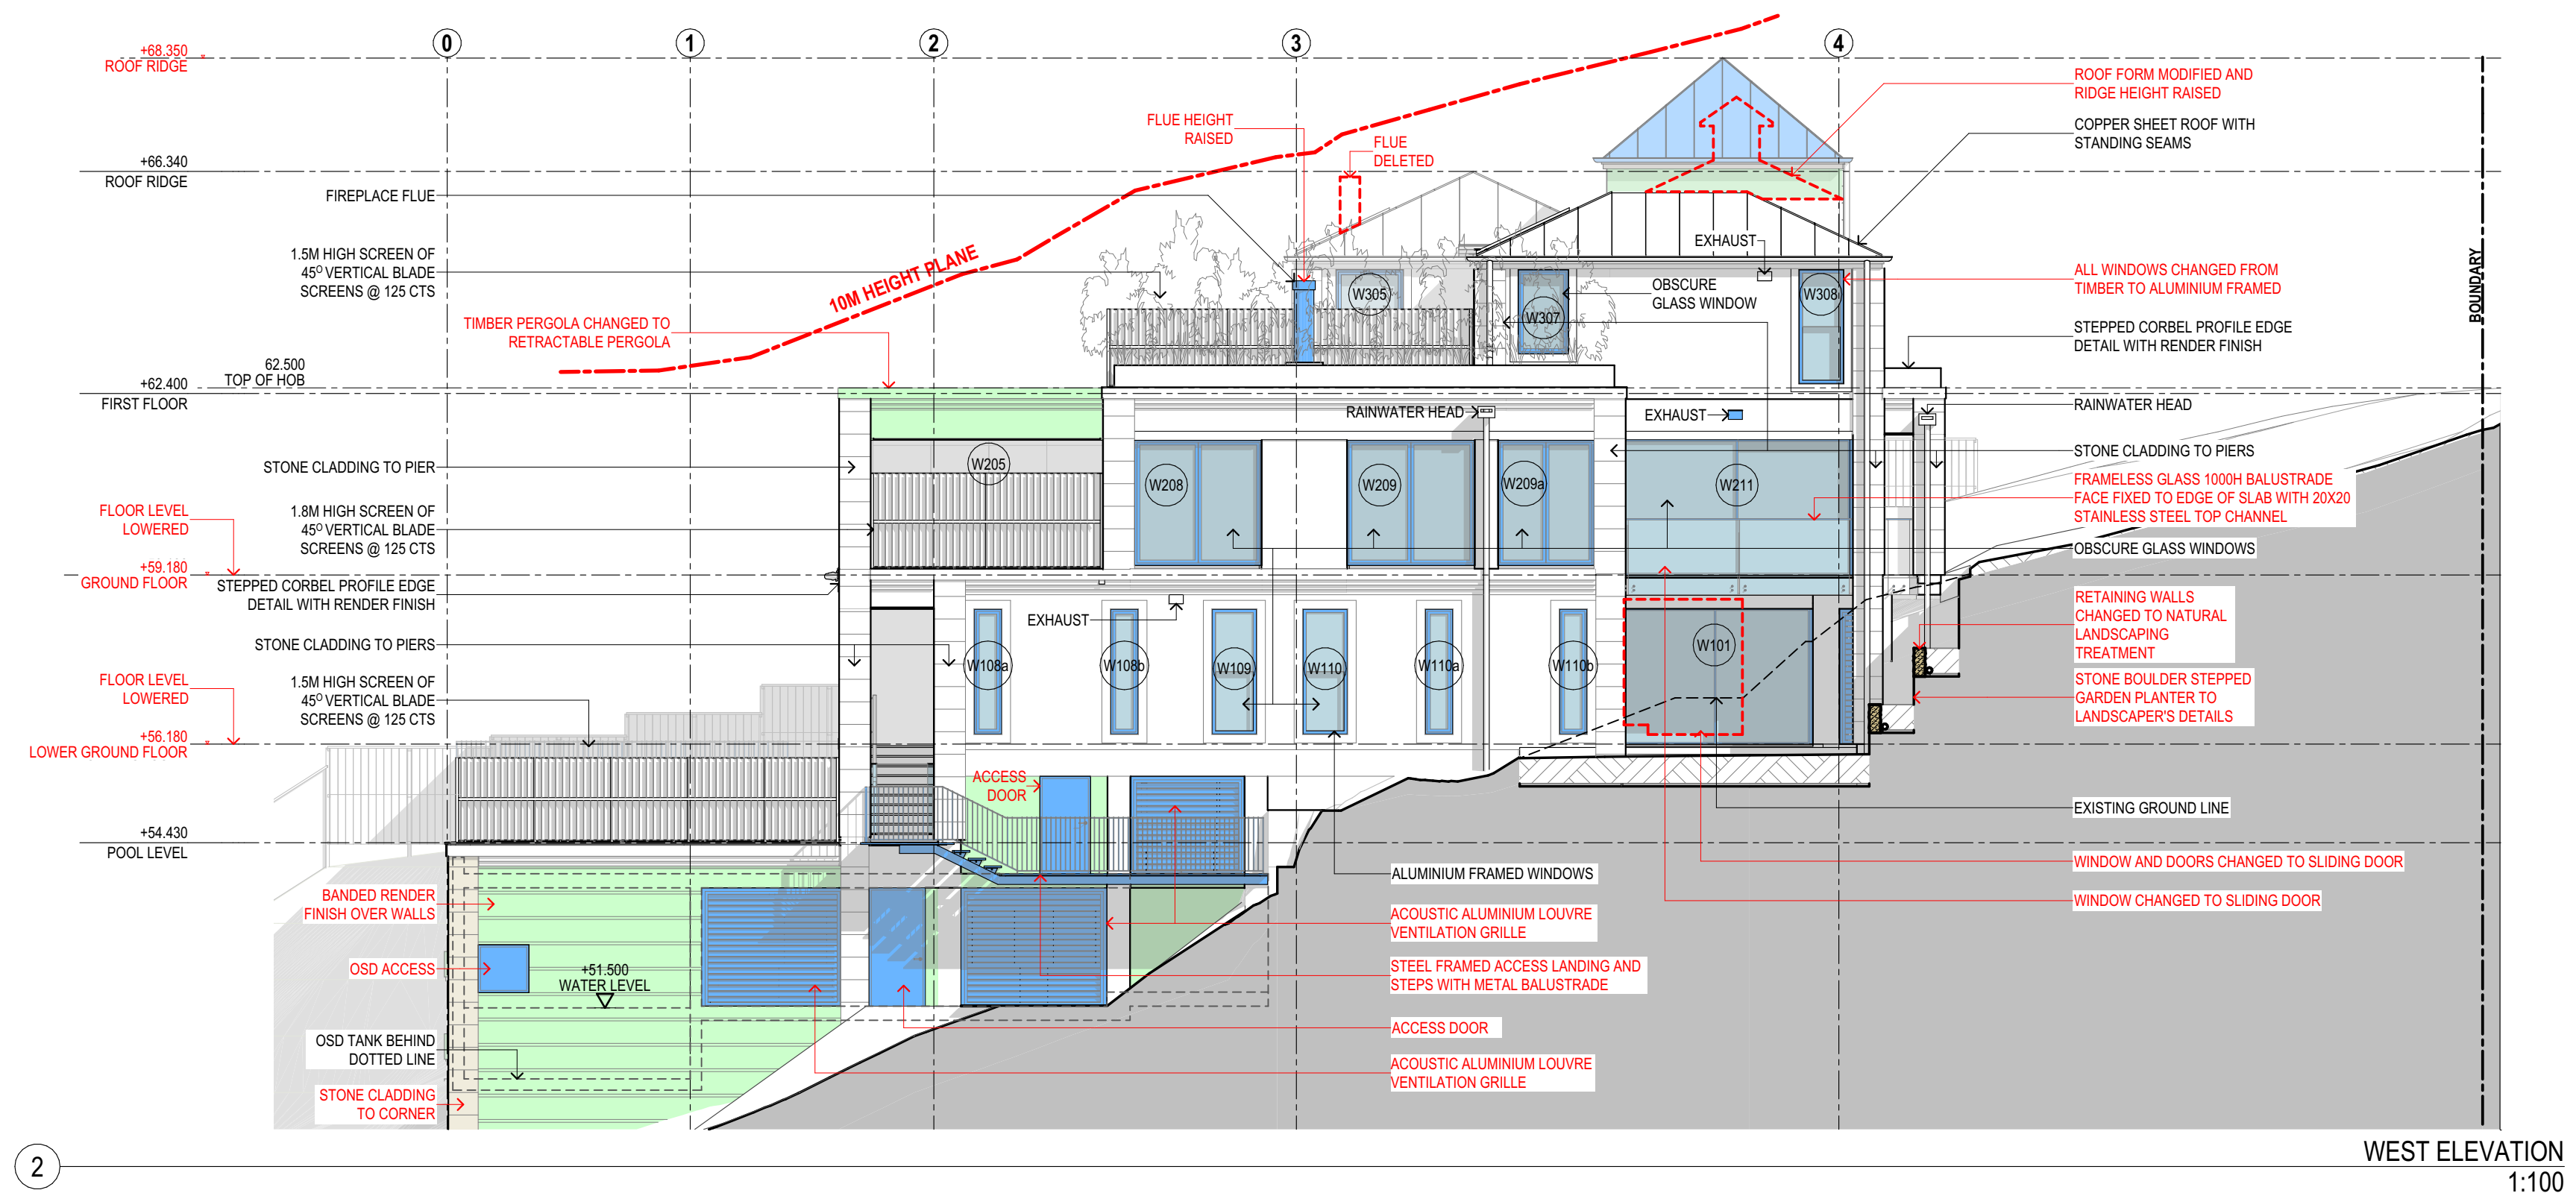 0
1
2
3
4
+68.350
ROOF RIDGE
+66.340
ROOF RIDGE
FIREPLACE FLUE
1.5M HIGH SCREEN OF
45° VERTICAL BLADE
SCREENS @ 125 CTS
TIMBER PERGOLA CHANGED TO
RETRACTABLE PERGOLA
62.500
TOP OF HOB
+62.400
FIRST FLOOR
STONE CLADDING TO PIER
FLOOR LEVEL
LOWERED
1.8M HIGH SCREEN OF
45° VERTICAL BLADE
SCREENS @ 125 CTS
+59.180
GROUND FLOOR
STEPPED CORBEL PROFILE EDGE
DETAIL WITH RENDER FINISH
STONE CLADDING TO PIERS
FLOOR LEVEL
LOWERED
1.5M HIGH SCREEN OF
45° VERTICAL BLADE
SCREENS @ 125 CTS
+56.180
LOWER GROUND FLOOR
+54.430
POOL LEVEL
BANDED RENDER
FINISH OVER WALLS
OSD ACCESS
+51.500
WATER LEVEL
OSD TANK BEHIND
DOTTED LINE
STONE CLADDING
TO CORNER
10M HEIGHT PLANE
FLUE HEIGHT
RAISED
FLUE
DELETED
EXHAUST
OBSCURE
GLASS WINDOW
W305
W307
W308
RAINWATER HEAD
EXHAUST
W205
W208
W209
W209a
W211
EXHAUST
W108a
W108b
W109
W110
W110a
W110b
W101
ACCESS
DOOR
ALUMINIUM FRAMED WINDOWS
ACOUSTIC ALUMINIUM LOUVRE
VENTILATION GRILLE
STEEL FRAMED ACCESS LANDING AND
STEPS WITH METAL BALUSTRADE
ACCESS DOOR
ACOUSTIC ALUMINIUM LOUVRE
VENTILATION GRILLE
ROOF FORM MODIFIED AND
RIDGE HEIGHT RAISED
COPPER SHEET ROOF WITH
STANDING SEAMS
ALL WINDOWS CHANGED FROM
TIMBER TO ALUMINIUM FRAMED
STEPPED CORBEL PROFILE EDGE
DETAIL WITH RENDER FINISH
RAINWATER HEAD
STONE CLADDING TO PIERS
FRAMELESS GLASS 1000H BALUSTRADE
FACE FIXED TO EDGE OF SLAB WITH 20X20
STAINLESS STEEL TOP CHANNEL
OBSCURE GLASS WINDOWS
RETAINING WALLS
CHANGED TO NATURAL
LANDSCAPING
TREATMENT
STONE BOULDER STEPPED
GARDEN PLANTER TO
LANDSCAPER'S DETAILS
EXISTING GROUND LINE
WINDOW AND DOORS CHANGED TO SLIDING DOOR
WINDOW CHANGED TO SLIDING DOOR
BOUNDARY
2
WEST ELEVATION
1:100